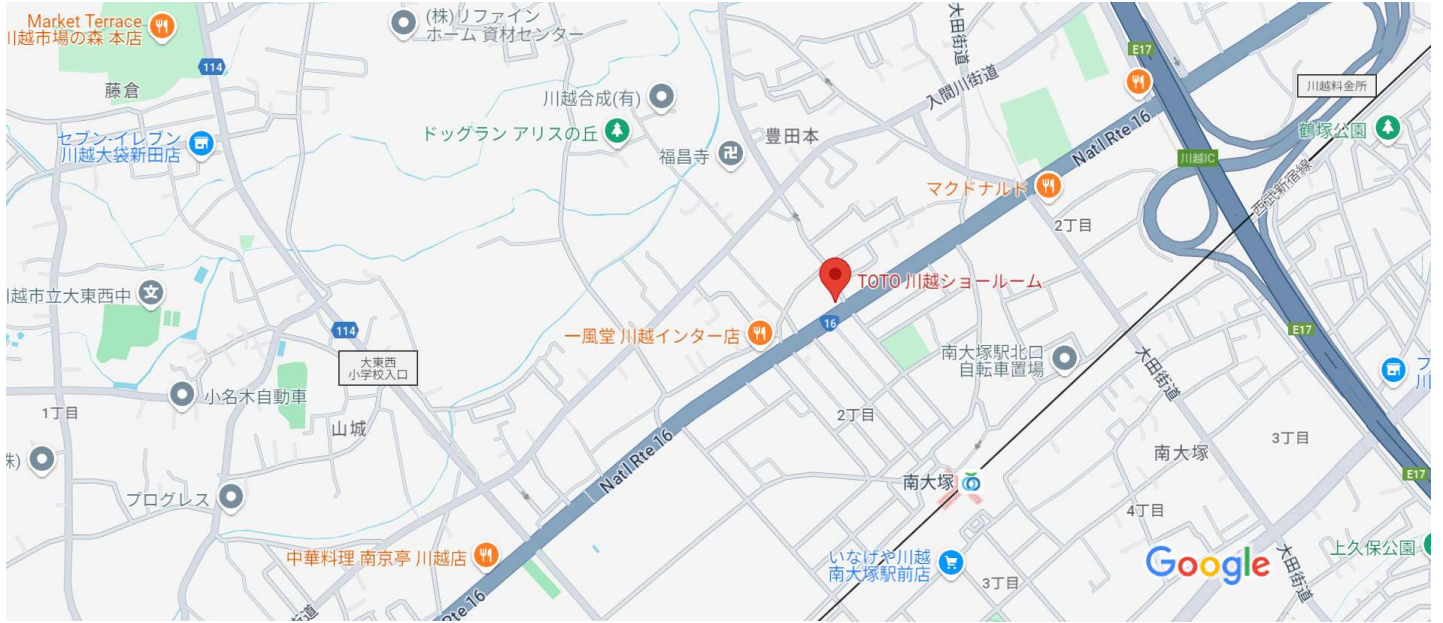 Market Terrace
川越市場の森 本店
(株)リファイン
ホーム 資材センター
大田街道
E17
114
藤倉
入間川街道
川越料金所
川越合成(有)
ドッグラン アリスの丘
豊田本
Nat'l Rte 16
鶴塚公園
セブン-イレブン
川越大袋新田店
福昌寺
川越IC
マクドナルド
西武新宿線
2丁目
TOTO 川越ショールーム
越市立大東西中
文
16
114
一風堂 川越インター店
E17
大東西
小学校入口
南大塚駅北口
自転車置場
大田街道
フ
川
小名木自動車
1丁目
山城
2丁目
3丁目
南大塚
Nat'l Rte 16
株)
E17
南大塚
プログレス
4丁目
中華料理 南京亭 川越店
いなげや川越
南大塚駅前店
3丁目
Google
上久保公園
大田街道
街道
Rte 16